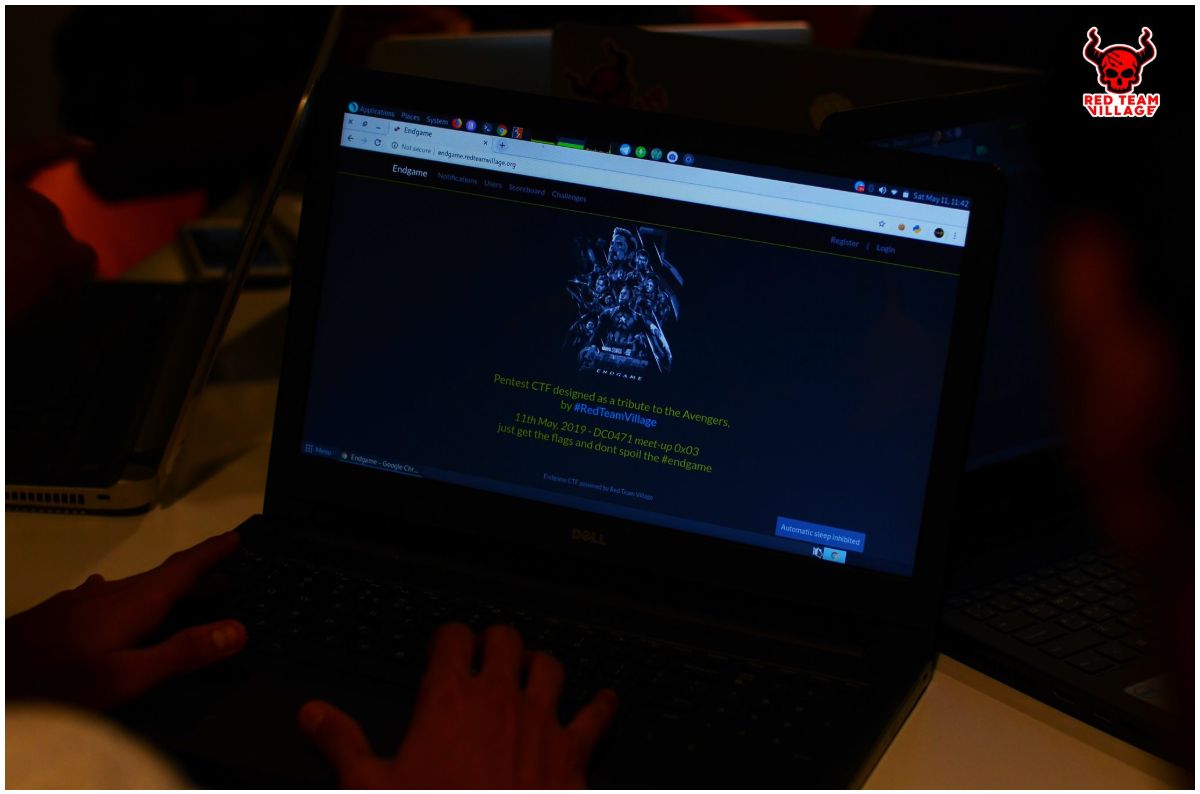 RED TEAM
VILLAGE
Applications Places System
Sat May 11, 11:42
Endgame
Not secure | endgame.redteamvillage.org
Endgame Notifications Users Scoreboard Challenges
Register | Login
ENDGAME
Pentest CTF designed as a tribute to the Avengers,
by #RedTeamVillage
11th May, 2019 - DC0471 meet-up 0x03
just get the flags and dont spoil the #endgame
Endgame CTF powered by Red Team Village
Automatic sleep inhibited
Menu
Endgame - Google Chr...
DELL